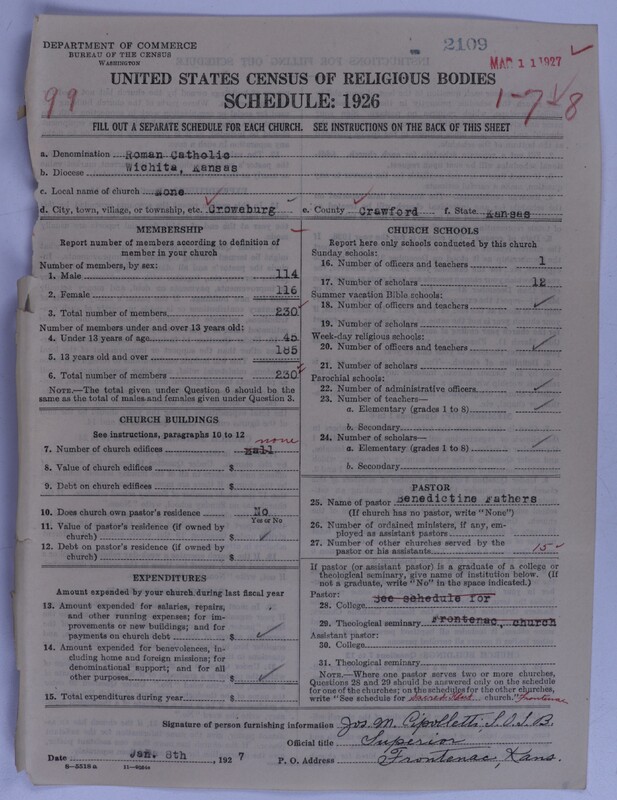 DEPARTMENT OF COMMERCE
BUREAU OF THE CENSUS
WASHINGTON
2109
MAR 11 1927
UNITED STATES CENSUS OF RELIGIOUS BODIES
SCHEDULE: 1926
99
1-7-8
FILL OUT A SEPARATE SCHEDULE FOR EACH CHURCH. SEE INSTRUCTIONS ON THE BACK OF THIS SHEET
a. Denomination Roman Catholic
b. Diocese Wichita, Kansas
c. Local name of church None
d. City, town, village, or township, etc. Croweburg e. County Crawford f. State Kansas
MEMBERSHIP
Report number of members according to definition of
member in your church
Number of members, by sex:
1. Male 114
2. Female 116
3. Total number of members 230
Number of members under and over 13 years old:
4. Under 13 years of age 45
5. 13 years old and over 185
6. Total number of members 230
NOTE.—The total given under Question 6 should be
same as the total of males and females given under Question 3.
CHURCH BUILDINGS
See instructions, paragraphs 10 to 12
none
7. Number of church edifices Hall
8. Value of church edifices $
9. Debt on church edifices $
10. Does church own pastor's residence? No
Yes or No
11. Value of pastor's residence (if owned by
church) $
12. Debt on pastor's residence (if owned by
church) $
EXPENDITURES
Amount expended by your church during last fiscal year
13. Amount expended for salaries, repairs,
and other running expenses; for im-
provements or new buildings; and for
payments on church debt $
14. Amount expended for benevolences, in-
cluding home and foreign missions; for
denominational support; and for all
other purposes $
15. Total expenditures during year $
CHURCH SCHOOLS
Report here only schools conducted by this church
Sunday schools:
16. Number of officers and teachers 1
17. Number of scholars 12
Summer vacation Bible schools:
18. Number of officers and teachers
19. Number of scholars
Week-day religious schools:
20. Number of officers and teachers
21. Number of scholars
Parochial schools:
22. Number of administrative officers
23. Number of teachers—
a. Elementary (grades 1 to 8)
b. Secondary
24. Number of scholars—
a. Elementary (grades 1 to 8)
b. Secondary
PASTOR
25. Name of pastor Benedictine Fathers
(If church has no pastor, write "None")
26. Number of ordained ministers, if any, em-
ployed as assistant pastors
27. Number of other churches served by the
pastor or his assistants 15
If pastor (or assistant pastor) is a graduate of a college or
theological seminary, give name of institution below. (If
not a graduate, write "No" in the space indicated.)
Pastor:
28. College See schedule for
29. Theological seminary Frontenac, church
Assistant pastor:
30. College
31. Theological seminary
NOTE.—Where one pastor serves two or more churches,
Questions 28 and 29 should be answered only on the schedule
for one of the churches; on the schedules for the other churches,
write "See schedule for Sacred Heart church." Frontenac
Signature of person furnishing information Jos. M. Cipolletti, S.O.S.B.
Official title Superior
Date Jan. 8th, 1927 P. O. Address Frontenac, Kans.